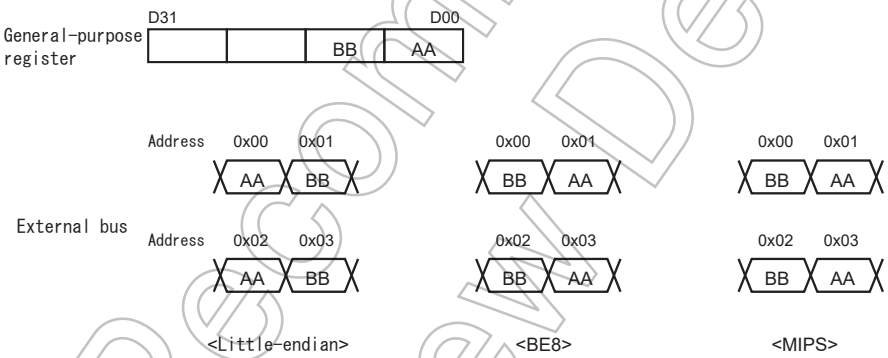 D31 D00
General-purpose
register
BB AA
Address 0x00 0x01 0x00 0x01 0x00 0x01
AA BB BB AA BB AA
External bus
Address 0x02 0x03 0x02 0x03 0x02 0x03
AA BB BB AA BB AA
<Little-endian> <BE8> <MIPS>